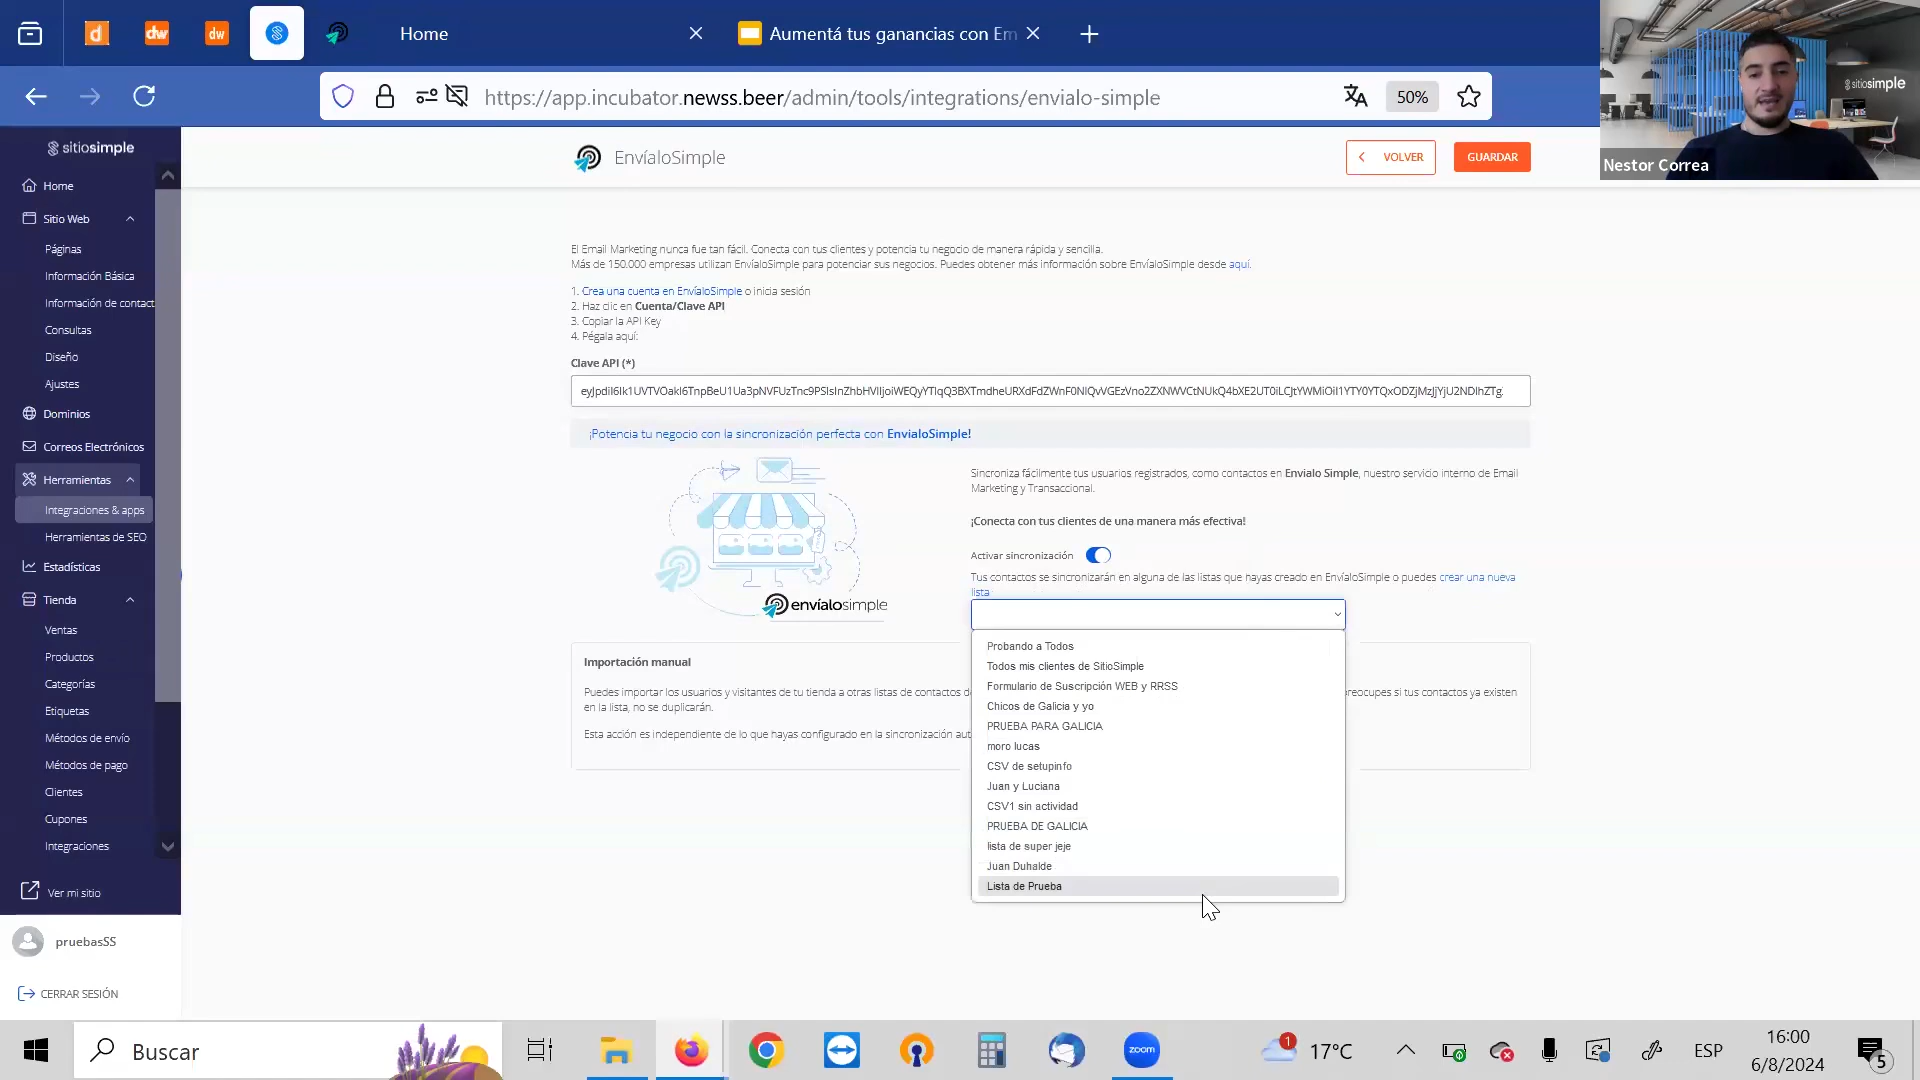 Home
Aumentá tus ganancias con Em
https://app.incubator.newss.beer/admin/tools/integrations/envialo-simple
50%
sitiosimple
Nestor Correa
sitiosimple
EnvíaloSimple
VOLVER
GUARDAR
Home
Sitio Web
Páginas
Información Básica
Información de contact
Consultas
Diseño
Ajustes
Dominios
Correos Electrónicos
Herramientas
Integraciones & apps
Herramientas de SEO
Estadísticas
Tienda
Ventas
Productos
Categorías
Etiquetas
Métodos de envío
Métodos de pago
Clientes
Cupones
Integraciones
Ver mi sitio
pruebasSS
CERRAR SESIÓN
El Email Marketing nunca fue tan fácil. Conecta con tus clientes y potencia tu negocio de manera rápida y sencilla.
Más de 150.000 empresas utilizan EnvíaloSimple para potenciar sus negocios. Puedes obtener más información sobre EnvíaloSimple desde aquí.
1. Crea una cuenta en EnvíaloSimple o inicia sesión
2. Haz clic en Cuenta/Clave API
3. Copiar la API Key
4. Pégala aquí:
Clave API (*)
¡Potencia tu negocio con la sincronización perfecta con EnvialoSimple!
envíalosimple
Sincroniza fácilmente tus usuarios registrados, como contactos en Envialo Simple, nuestro servicio interno de Email
Marketing y Transaccional.
¡Conecta con tus clientes de una manera más efectiva!
Activar sincronización
Tus contactos se sincronizarán en alguna de las listas que hayas creado en EnvíaloSimple o puedes crear una nueva
lista
Probando a Todos
Todos mis clientes de SitioSimple
Formulario de Suscripción WEB y RRSS
Chicos de Galicia y yo
PRUEBA PARA GALICIA
moro lucas
CSV de setupinfo
Juan y Luciana
CSV1 sin actividad
PRUEBA DE GALICIA
lista de super jeje
Juan Duhalde
Lista de Prueba
Importación manual
Puedes importar los usuarios y visitantes de tu tienda a otras listas de contactos d
preocupes si tus contactos ya existen
en la lista, no se duplicarán.
Esta acción es independiente de lo que hayas configurado en la sincronización aut
Buscar
zoom
1
17°C
ESP
16:00
6/8/2024
5